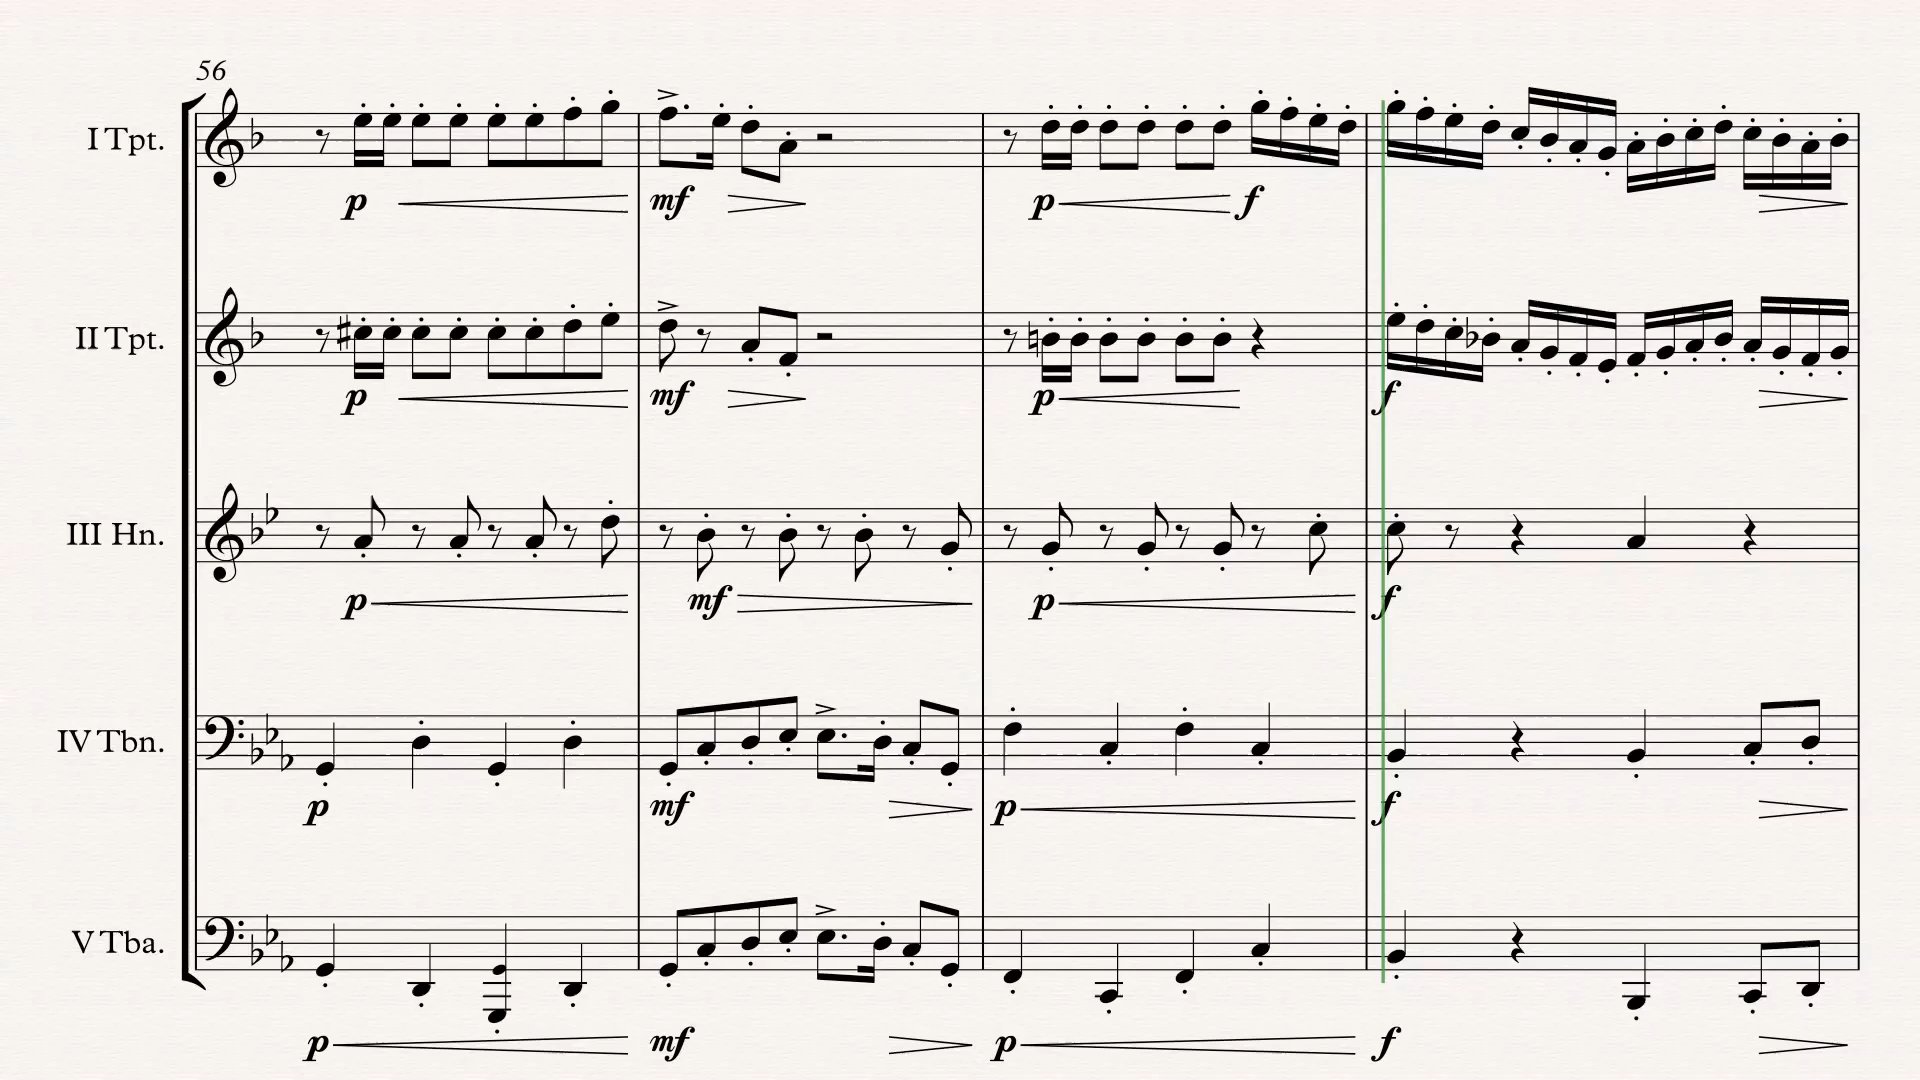 56
I Tpt.
p mf p f
II Tpt.
p mf p f
III Hn.
p mf p f
IV Tbn.
p mf p f
V Tba.
p mf p f